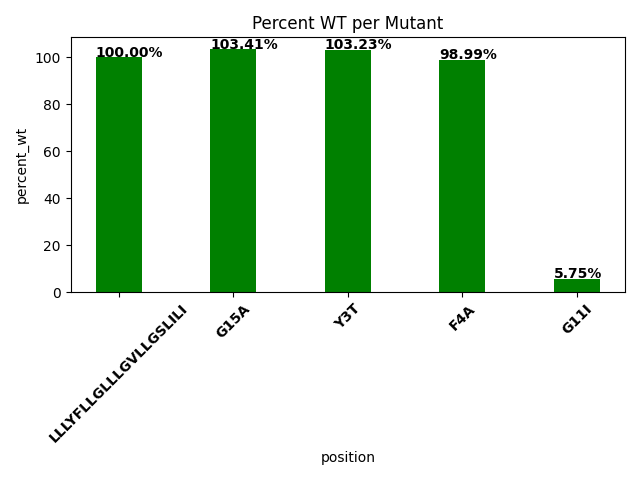 Percent WT per Mutant
100.00%
103.41%
103.23%
98.99%
5.75%
percent_wt
100
80
60
40
20
0
LLLYFLLGLLLGVLLGSLILI
G15A
Y3T
F4A
G11I
position